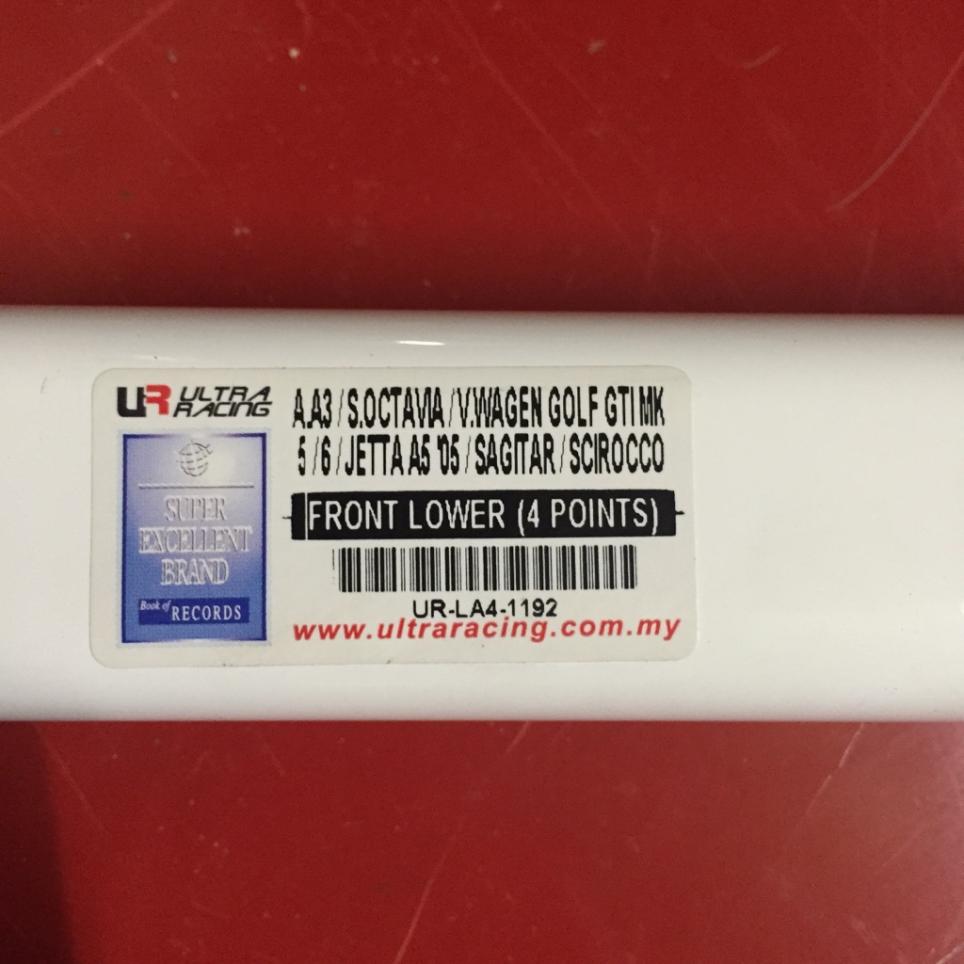 UR ULTRA RACING
A.A3 / S.OCTAVIA / V.WAGEN GOLF GTI MK
5 / 6 / JETTA A5 '05 / SAGITAR / SCIROCCO
FRONT LOWER (4 POINTS)
UR-LA4-1192
www.ultraracing.com.my
SUPER
EXCELLENT
BRAND
Book of RECORDS